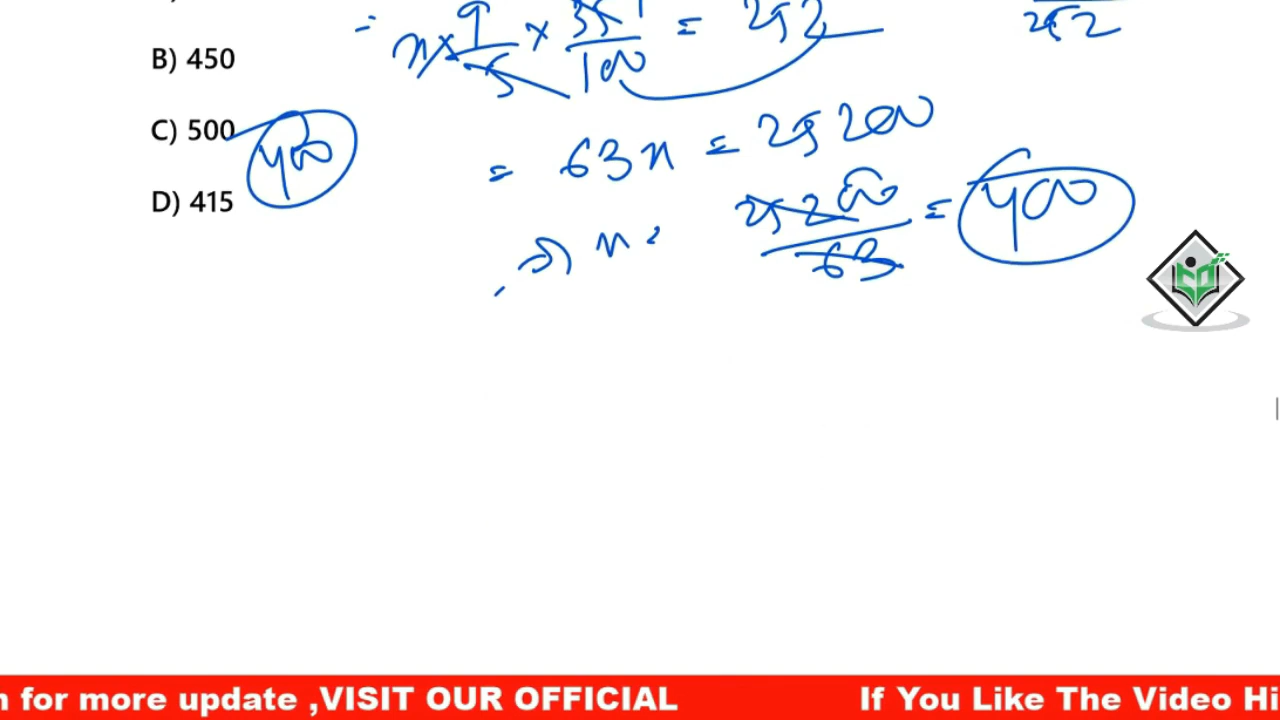 = x × 9/5 × 35/100 = 252
252
B) 450
= 63x = 25200
C) 500 400
⇒ x = 25200/63 = 400
D) 415
n for more update ,VISIT OUR OFFICIAL If You Like The Video Hi